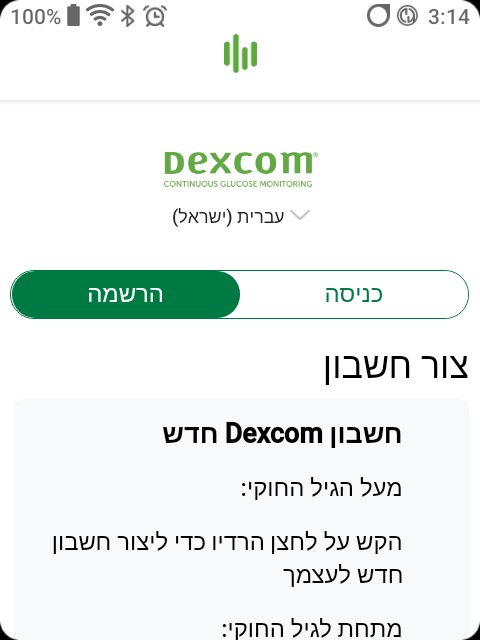 100% 3:14
Dexcom®
CONTINUOUS GLUCOSE MONITORING
עברית (ישראל)
כניסה
הרשמה
צור חשבון
חשבון Dexcom חדש
מעל הגיל החוקי:
הקש על לחצן הרדיו כדי ליצור חשבון
חדש לעצמך
מתחת לגיל החוקי: